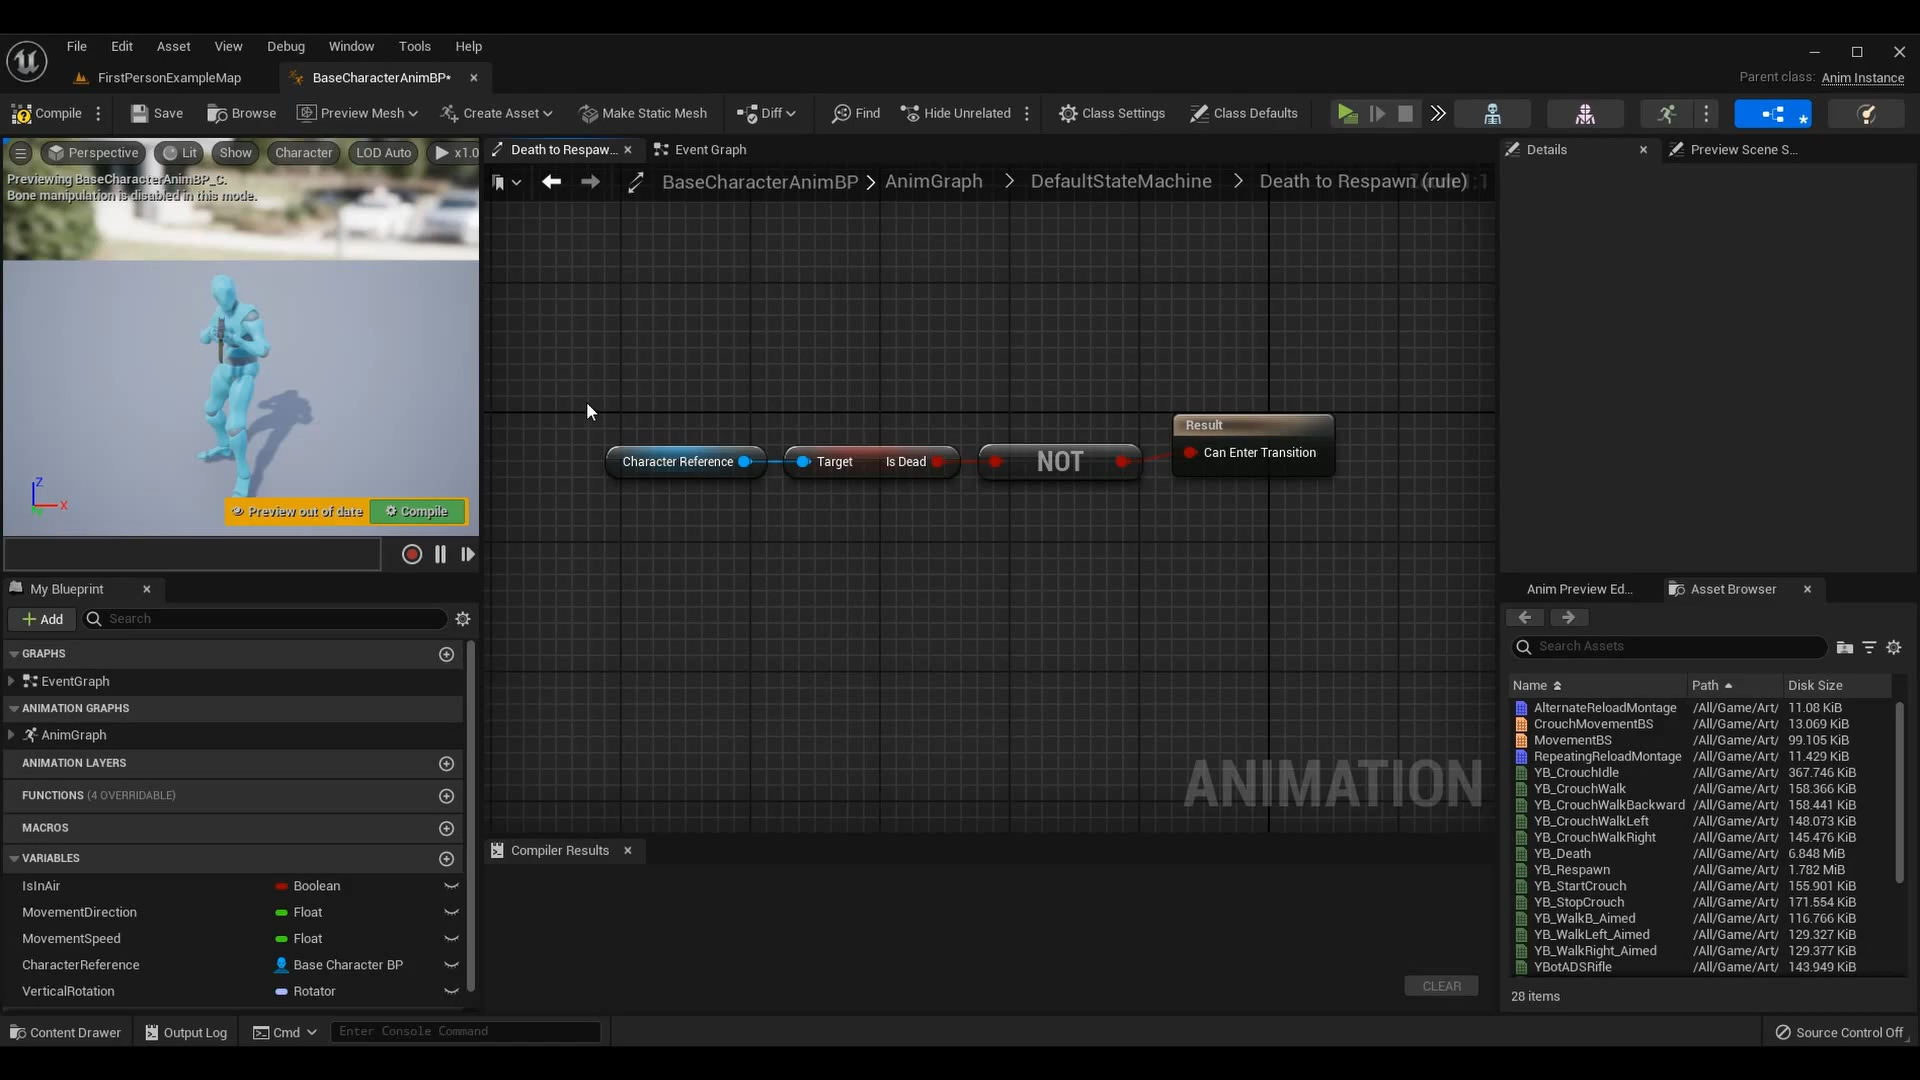 File Edit Asset View Debug Window Tools Help
FirstPersonExampleMap
BaseCharacterAnimBP*
Parent class: Anim Instance
Compile
Save
Browse
Preview Mesh
Create Asset
Make Static Mesh
Diff
Find
Hide Unrelated
Class Settings
Class Defaults
Perspective
Lit
Show
Character
LOD Auto
x1.0
Previewing BaseCharacterAnimBP_C.
Bone manipulation is disabled in this mode.
Z
X
Preview out of date
Compile
Death to Respaw...
Event Graph
BaseCharacterAnimBP > AnimGraph > DefaultStateMachine > Death to Respawn (rule)
Character Reference
Target
Is Dead
NOT
Result
Can Enter Transition
ANIMATION
Compiler Results
CLEAR
Details
Preview Scene S...
My Blueprint
Add
Search
GRAPHS
EventGraph
ANIMATION GRAPHS
AnimGraph
ANIMATION LAYERS
FUNCTIONS (4 OVERRIDABLE)
MACROS
VARIABLES
IsInAir Boolean
MovementDirection Float
MovementSpeed Float
CharacterReference Base Character BP
VerticalRotation Rotator
Anim Preview Ed...
Asset Browser
Search Assets
Name Path Disk Size
AlternateReloadMontage /All/Game/Art/ 11.08 KiB
CrouchMovementBS /All/Game/Art/ 13.069 KiB
MovementBS /All/Game/Art/ 99.105 KiB
RepeatingReloadMontage /All/Game/Art/ 11.429 KiB
YB_CrouchIdle /All/Game/Art/ 367.746 KiB
YB_CrouchWalk /All/Game/Art/ 158.366 KiB
YB_CrouchWalkBackward /All/Game/Art/ 158.441 KiB
YB_CrouchWalkLeft /All/Game/Art/ 148.073 KiB
YB_CrouchWalkRight /All/Game/Art/ 145.476 KiB
YB_Death /All/Game/Art/ 6.848 MiB
YB_Respawn /All/Game/Art/ 1.782 MiB
YB_StartCrouch /All/Game/Art/ 155.901 KiB
YB_StopCrouch /All/Game/Art/ 171.554 KiB
YB_WalkB_Aimed /All/Game/Art/ 116.766 KiB
YB_WalkLeft_Aimed /All/Game/Art/ 129.327 KiB
YB_WalkRight_Aimed /All/Game/Art/ 129.377 KiB
YBotADSRifle /All/Game/Art/ 143.949 KiB
28 items
Content Drawer
Output Log
Cmd
Enter Console Command
Source Control Off